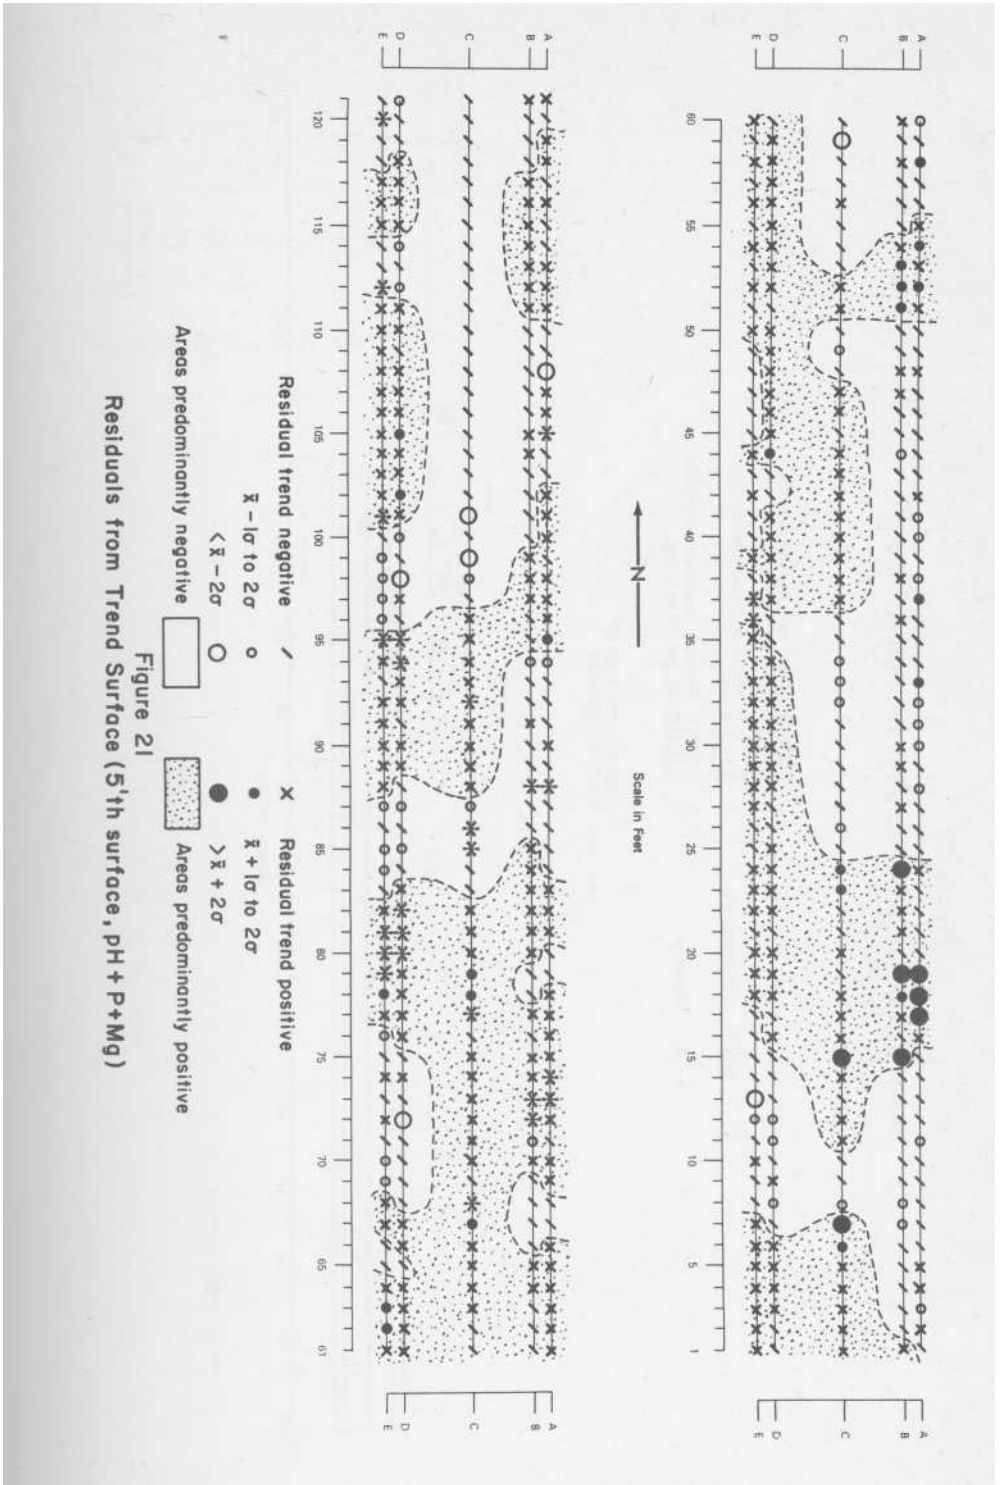 A B C D E
A B C D E
60 55 50 45 40 35 30 25 20 15 10 5 1
N
Scale in Feet
A B C D E
A B C D E
120 115 110 105 100 95 90 85 80 75 70 65 61
Residual trend negative / X Residual trend positive
x̄ – 1σ to 2σ x̄ + 1σ to 2σ
< x̄ – 2σ > x̄ + 2σ
Areas predominantly negative Areas predominantly positive
Figure 21
Residuals from Trend Surface (5'th surface, pH + P + Mg)